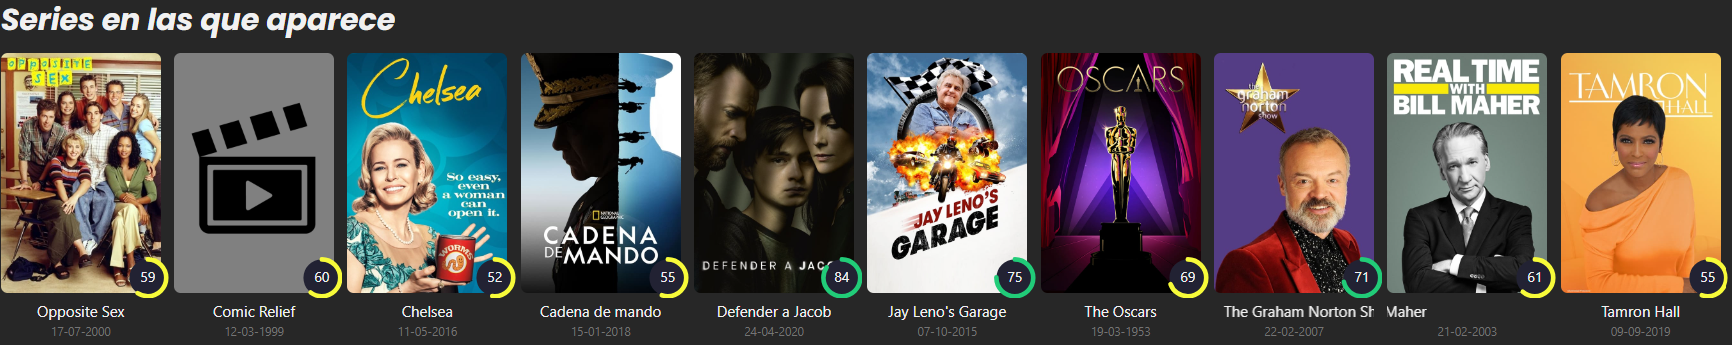 Series en las que aparece
OPPOSITE
SEX
59
Opposite Sex
17-07-2000
60
Comic Relief
12-03-1999
Chelsea
So easy,
even
a woman
can
open it.
WORMS
52
Chelsea
11-05-2016
NATIONAL
GEOGRAPHIC
CADENA
DE MANDO
55
Cadena de mando
15-01-2018
DEFENDER A JACO
84
Defender a Jacob
24-04-2020
JAY LENO'S
GARAGE
75
Jay Leno's Garage
07-10-2015
OSCARS
69
The Oscars
19-03-1953
the
graham
norton
show
71
The Graham Norton Sh
22-02-2007
REAL TIME
WITH
BILL MAHER
61
Maher
21-02-2003
TAMRON
HALL
55
Tamron Hall
09-09-2019